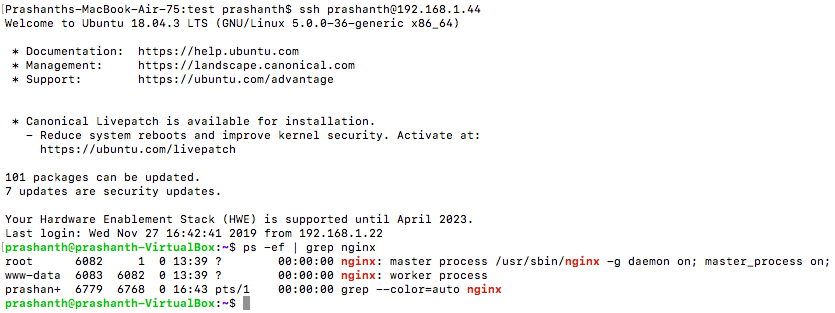 [Prashanths-MacBook-Air-75:test prashanth$ ssh prashanth@192.168.1.44
Welcome to Ubuntu 18.04.3 LTS (GNU/Linux 5.0.0-36-generic x86_64)
* Documentation:  https://help.ubuntu.com
* Management:     https://landscape.canonical.com
* Support:        https://ubuntu.com/advantage
* Canonical Livepatch is available for installation.
- Reduce system reboots and improve kernel security. Activate at:
https://ubuntu.com/livepatch
101 packages can be updated.
7 updates are security updates.
Your Hardware Enablement Stack (HWE) is supported until April 2023.
Last login: Wed Nov 27 16:42:41 2019 from 192.168.1.22
[prashanth@prashanth-VirtualBox:~$ ps -ef | grep nginx
root      6082     1  0 13:39 ?        00:00:00 nginx: master process /usr/sbin/nginx -g daemon on; master_process on;
www-data  6083  6082  0 13:39 ?        00:00:00 nginx: worker process
prashan+  6779  6768  0 16:43 pts/1    00:00:00 grep --color=auto nginx
prashanth@prashanth-VirtualBox:~$